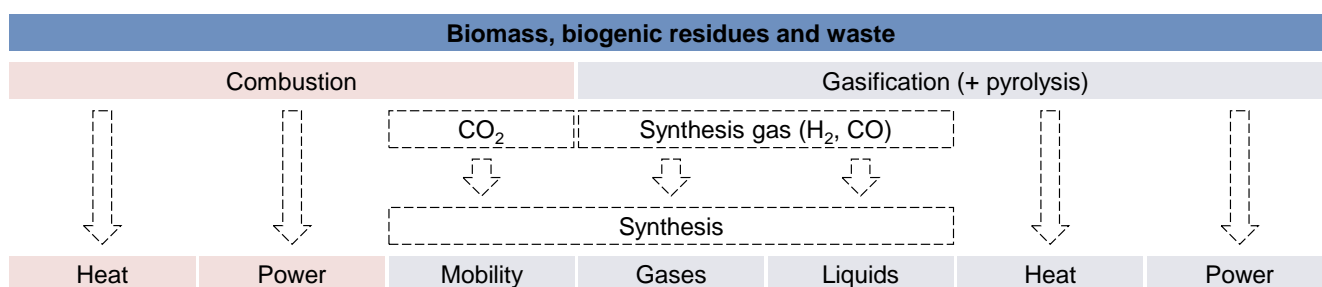 Biomass, biogenic residues and waste
Combustion Gasification (+ pyrolysis)
CO₂ Synthesis gas (H₂, CO)
Synthesis
Heat Power Mobility Gases Liquids Heat Power